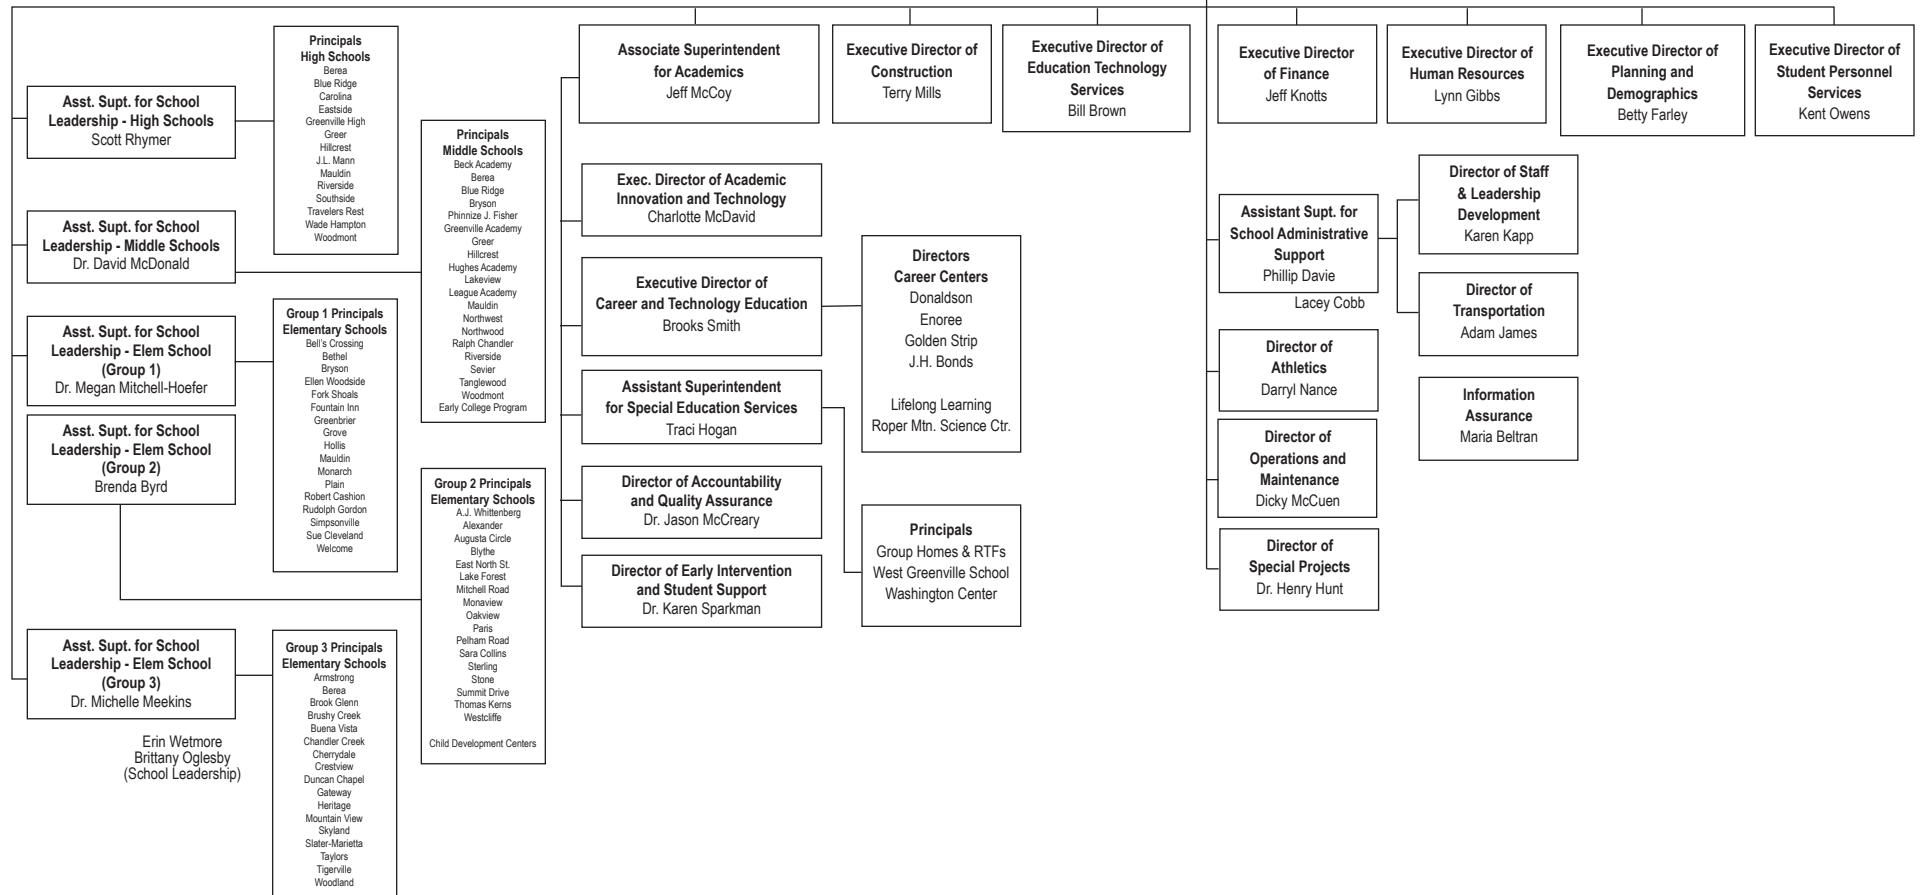 Principals
High Schools
Berea
Blue Ridge
Carolina
Eastside
Greenville High
Greer
Hillcrest
J.L. Mann
Mauldin
Riverside
Southside
Travelers Rest
Wade Hampton
Woodmont
Asst. Supt. for School
Leadership - High Schools
Scott Rhymer
Asst. Supt. for School
Leadership - Middle Schools
Dr. David McDonald
Principals
Middle Schools
Beck Academy
Berea
Blue Ridge
Bryson
Phinnize J. Fisher
Greenville Academy
Greer
Hillcrest
Hughes Academy
Lakeview
League Academy
Mauldin
Northwest
Northwood
Ralph Chandler
Riverside
Sevier
Tanglewood
Woodmont
Early College Program
Asst. Supt. for School
Leadership - Elem School
(Group 1)
Dr. Megan Mitchell-Hoefer
Group 1 Principals
Elementary Schools
Bell's Crossing
Bethel
Bryson
Ellen Woodside
Fork Shoals
Fountain Inn
Greenbrier
Grove
Hollis
Mauldin
Monarch
Plain
Robert Cashion
Rudolph Gordon
Simpsonville
Sue Cleveland
Welcome
Asst. Supt. for School
Leadership - Elem School
(Group 2)
Brenda Byrd
Group 2 Principals
Elementary Schools
A.J. Whittenberg
Alexander
Augusta Circle
Blythe
East North St.
Lake Forest
Mitchell Road
Monaview
Oakview
Paris
Pelham Road
Sara Collins
Sterling
Stone
Summit Drive
Thomas Kerns
Westcliffe
Child Development Centers
Asst. Supt. for School
Leadership - Elem School
(Group 3)
Dr. Michelle Meekins
Erin Wetmore
Brittany Oglesby
(School Leadership)
Group 3 Principals
Elementary Schools
Armstrong
Berea
Brook Glenn
Brushy Creek
Buena Vista
Chandler Creek
Cherrydale
Crestview
Duncan Chapel
Gateway
Heritage
Mountain View
Skyland
Slater-Marietta
Taylors
Tigerville
Woodland
Associate Superintendent
for Academics
Jeff McCoy
Exec. Director of Academic
Innovation and Technology
Charlotte McDavid
Executive Director of
Career and Technology Education
Brooks Smith
Directors
Career Centers
Donaldson
Enoree
Golden Strip
J.H. Bonds
Lifelong Learning
Roper Mtn. Science Ctr.
Assistant Superintendent
for Special Education Services
Traci Hogan
Principals
Group Homes & RTFs
West Greenville School
Washington Center
Director of Accountability
and Quality Assurance
Dr. Jason McCreary
Director of Early Intervention
and Student Support
Dr. Karen Sparkman
Executive Director of
Construction
Terry Mills
Executive Director of
Education Technology
Services
Bill Brown
Executive Director
of Finance
Jeff Knotts
Executive Director of
Human Resources
Lynn Gibbs
Executive Director of
Planning and
Demographics
Betty Farley
Executive Director of
Student Personnel
Services
Kent Owens
Assistant Supt. for
School Administrative
Support
Phillip Davie
Lacey Cobb
Director of Staff
& Leadership
Development
Karen Kapp
Director of
Transportation
Adam James
Director of
Athletics
Darryl Nance
Information
Assurance
Maria Beltran
Director of
Operations and
Maintenance
Dicky McCuen
Director of
Special Projects
Dr. Henry Hunt